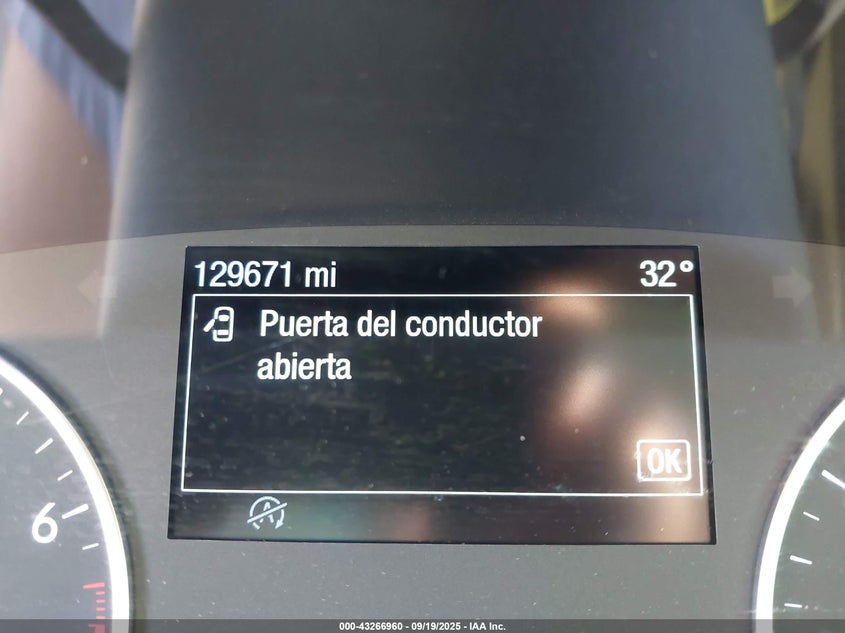 129671 mi 32°
Puerta del conductor
abierta
OK
A
6
000-43266960 - 09/19/2025 - IAA Inc.